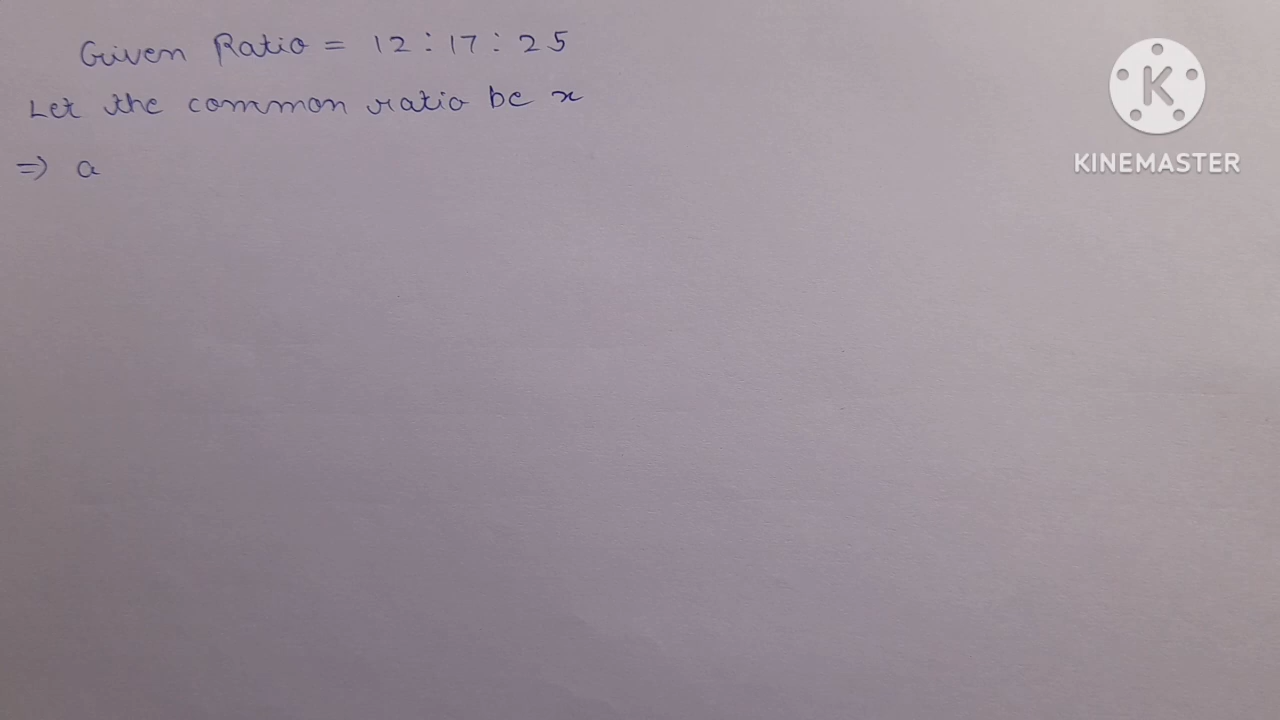 Given Ratio = 12 : 17 : 25
Let the common ratio be x
=> a
K
KINEMASTER